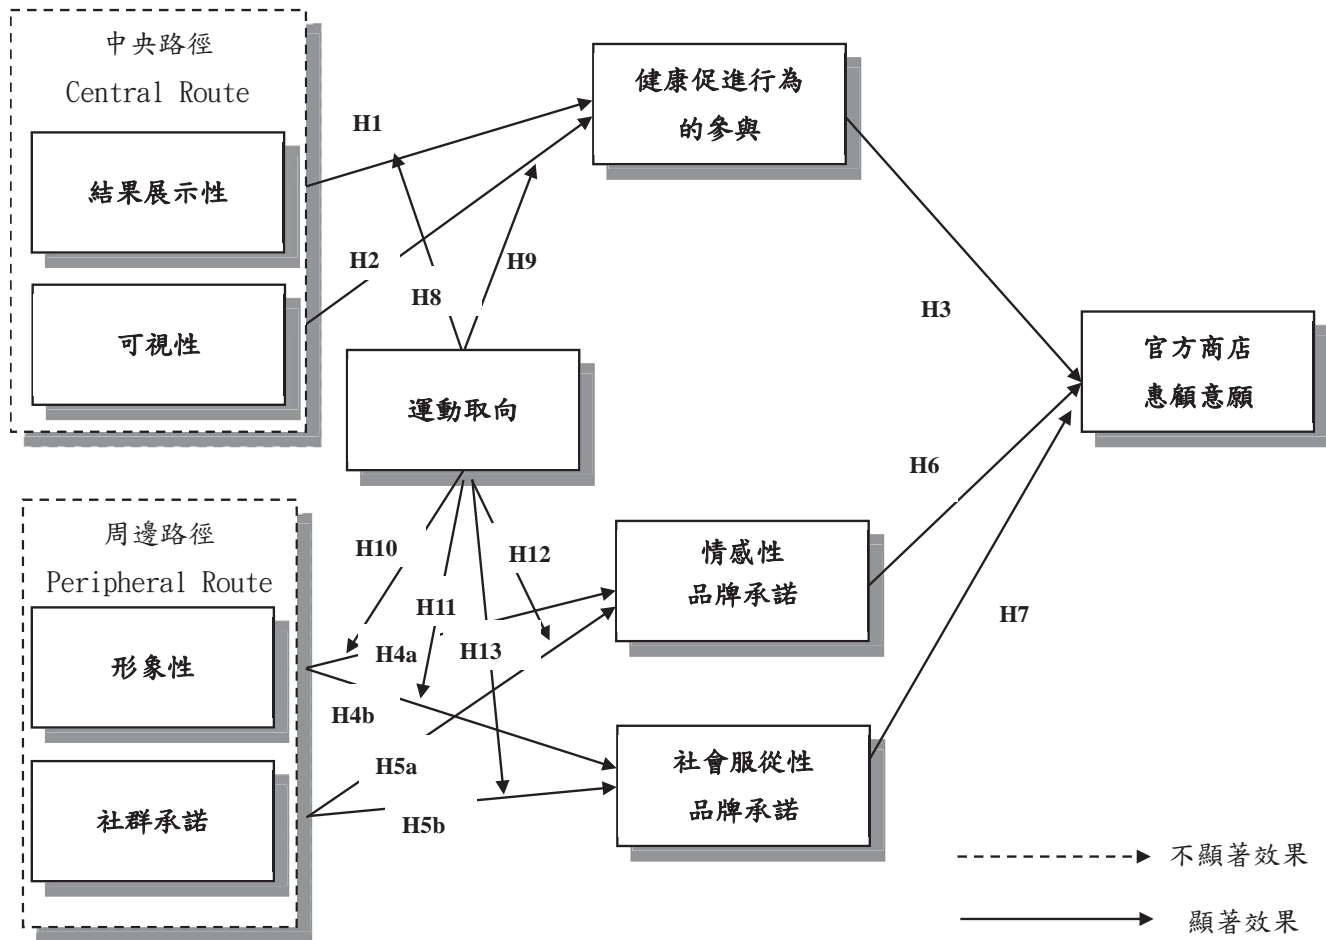 中央路徑
Central Route
結果展示性
可視性
H1
H2
H8
H9
健康促進行為
的參與
H3
運動取向
官方商店
惠顧意願
周邊路徑
Peripheral Route
形象性
社群承諾
H10
H11
H12
H13
H4a
H4b
H5a
H5b
情感性
品牌承諾
社會服從性
品牌承諾
H6
H7
不顯著效果
顯著效果